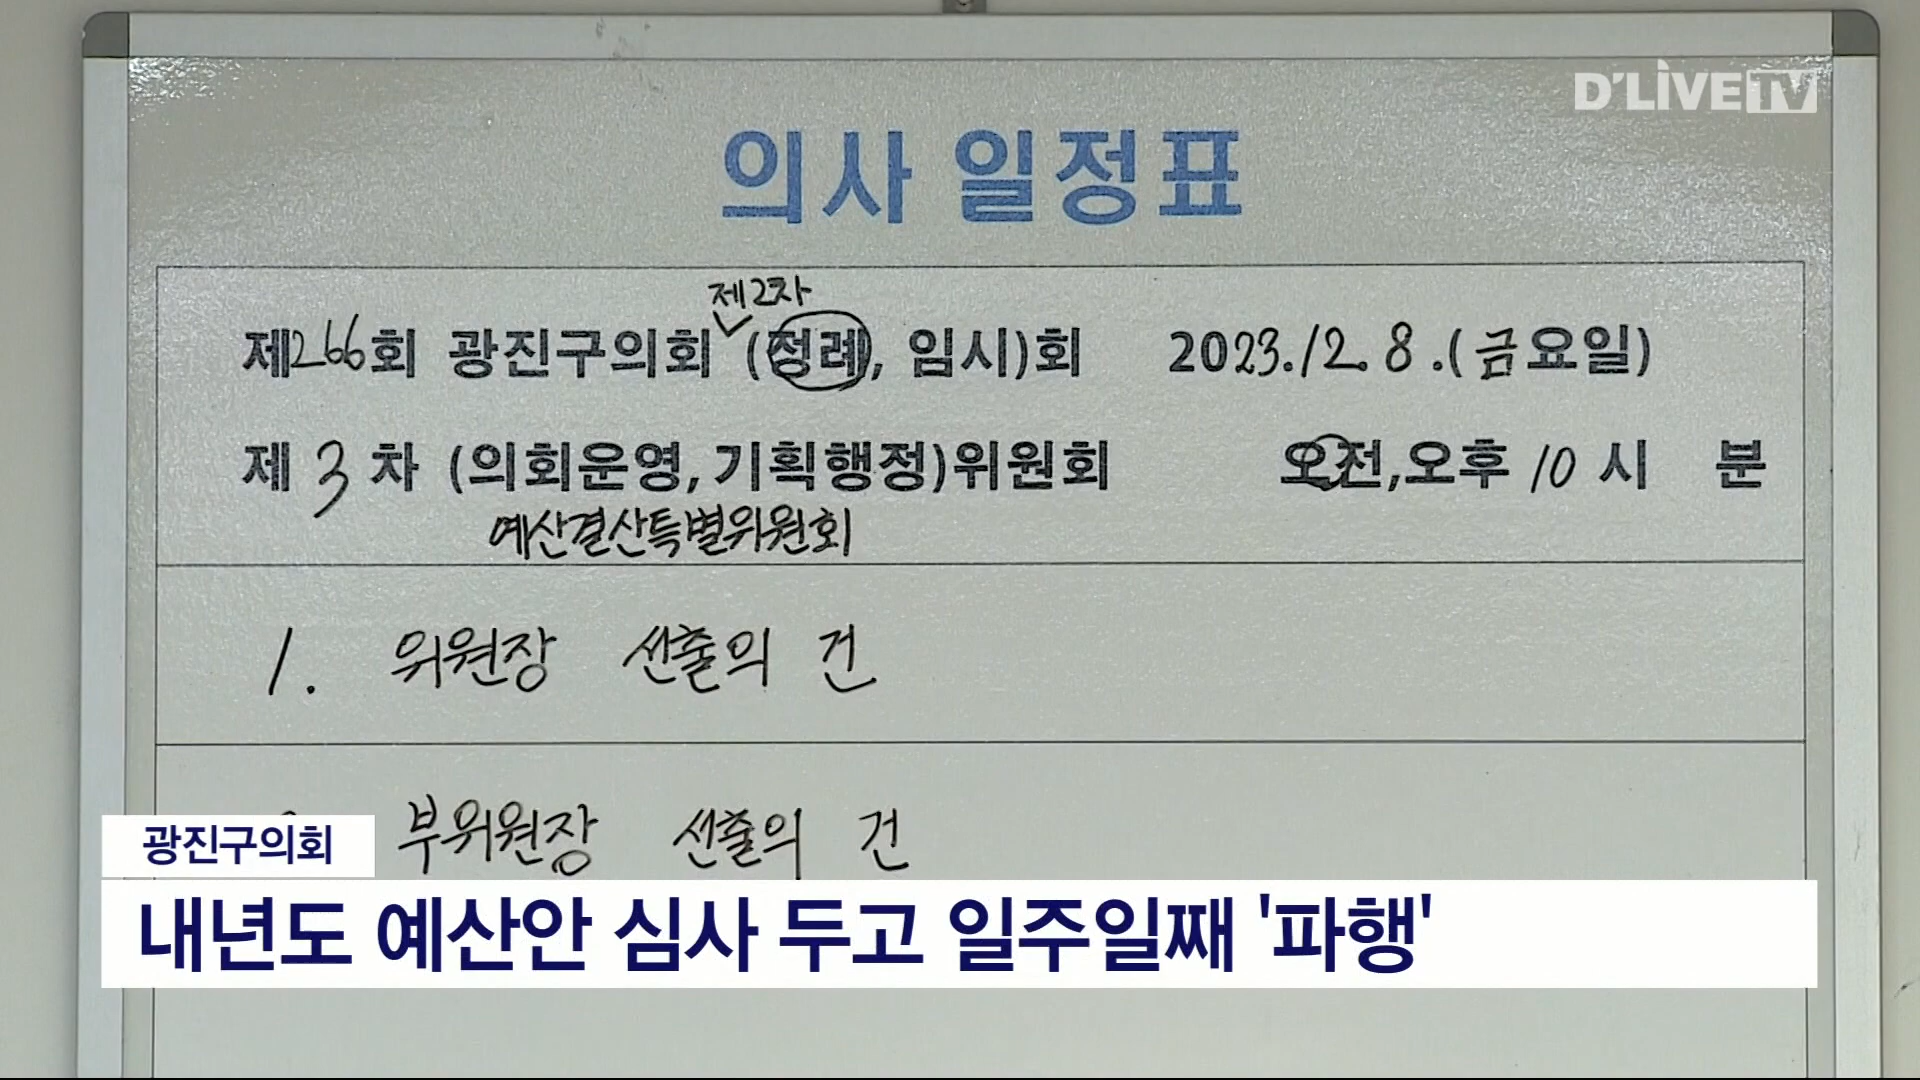 D'LIVE TV
의사 일정표
제2차
제266회 광진구의회 (정례, 임시)회 2023.12.8.(금요일)
제 3 차 (의회운영, 기획행정)위원회 오전,오후 10 시 분
예산결산특별위원회
1. 위원장 선출의 건
부위원장 선출의 건
광진구의회
내년도 예산안 심사 두고 일주일째 '파행'